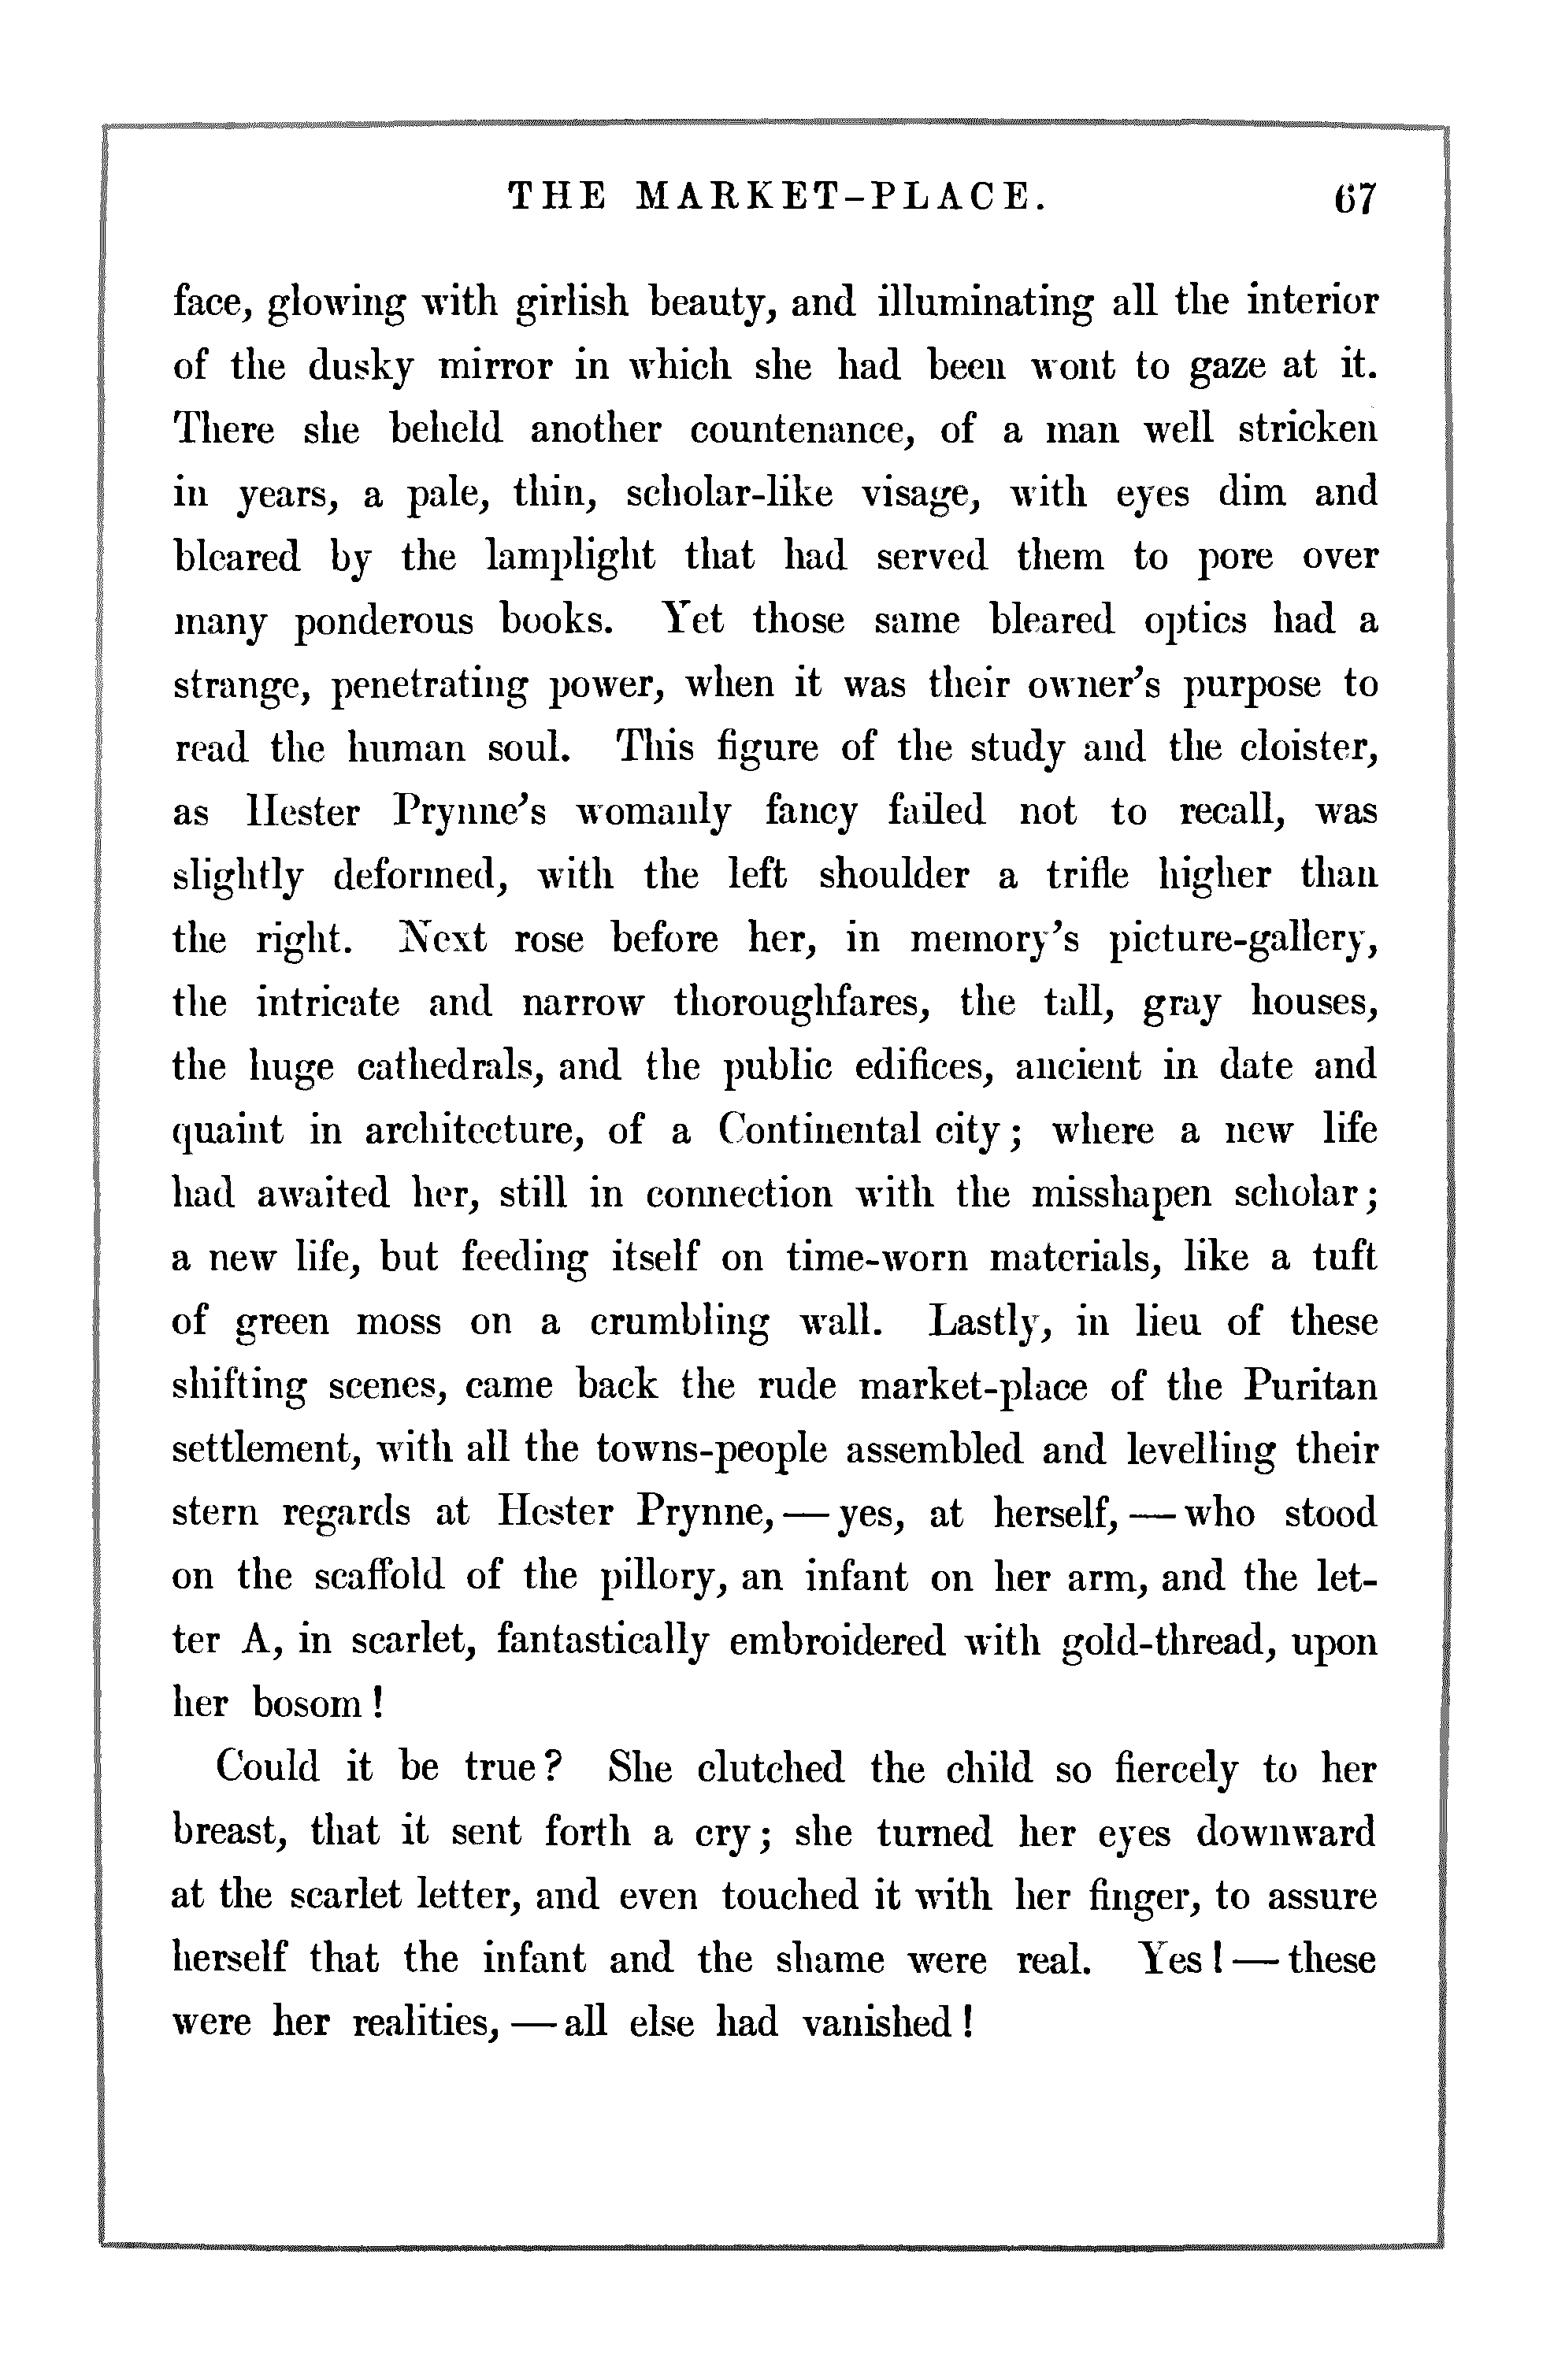 THE MARKET-PLACE. 67
face, glowing with girlish beauty, and illuminating all the interior
of the dusky mirror in which she had been wont to gaze at it.
There she beheld another countenance, of a man well stricken
in years, a pale, thin, scholar-like visage, with eyes dim and
bleared by the lamplight that had served them to pore over
many ponderous books. Yet those same bleared optics had a
strange, penetrating power, when it was their owner's purpose to
read the human soul. This figure of the study and the cloister,
as Hester Prynne's womanly fancy failed not to recall, was
slightly deformed, with the left shoulder a trifle higher than
the right. Next rose before her, in memory's picture-gallery,
the intricate and narrow thoroughfares, the tall, gray houses,
the huge cathedrals, and the public edifices, ancient in date and
quaint in architecture, of a Continental city; where a new life
had awaited her, still in connection with the misshapen scholar;
a new life, but feeding itself on time-worn materials, like a tuft
of green moss on a crumbling wall. Lastly, in lieu of these
shifting scenes, came back the rude market-place of the Puritan
settlement, with all the towns-people assembled and levelling their
stern regards at Hester Prynne,—yes, at herself,—who stood
on the scaffold of the pillory, an infant on her arm, and the let-
ter A, in scarlet, fantastically embroidered with gold-thread, upon
her bosom!
Could it be true? She clutched the child so fiercely to her
breast, that it sent forth a cry; she turned her eyes downward
at the scarlet letter, and even touched it with her finger, to assure
herself that the infant and the shame were real. Yes!—these
were her realities,—all else had vanished!